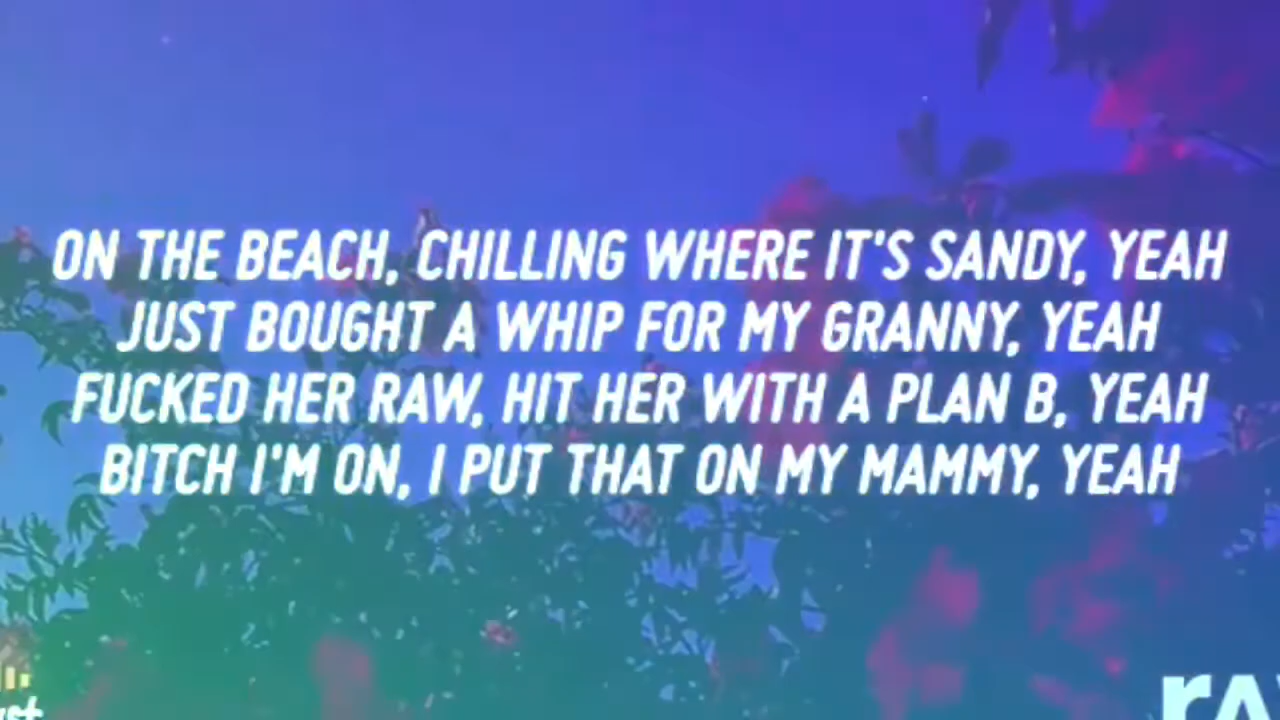 ON THE BEACH, CHILLING WHERE IT'S SANDY, YEAH
JUST BOUGHT A WHIP FOR MY GRANNY, YEAH
FUCKED HER RAW, HIT HER WITH A PLAN B, YEAH
BITCH I'M ON, I PUT THAT ON MY MAMMY, YEAH